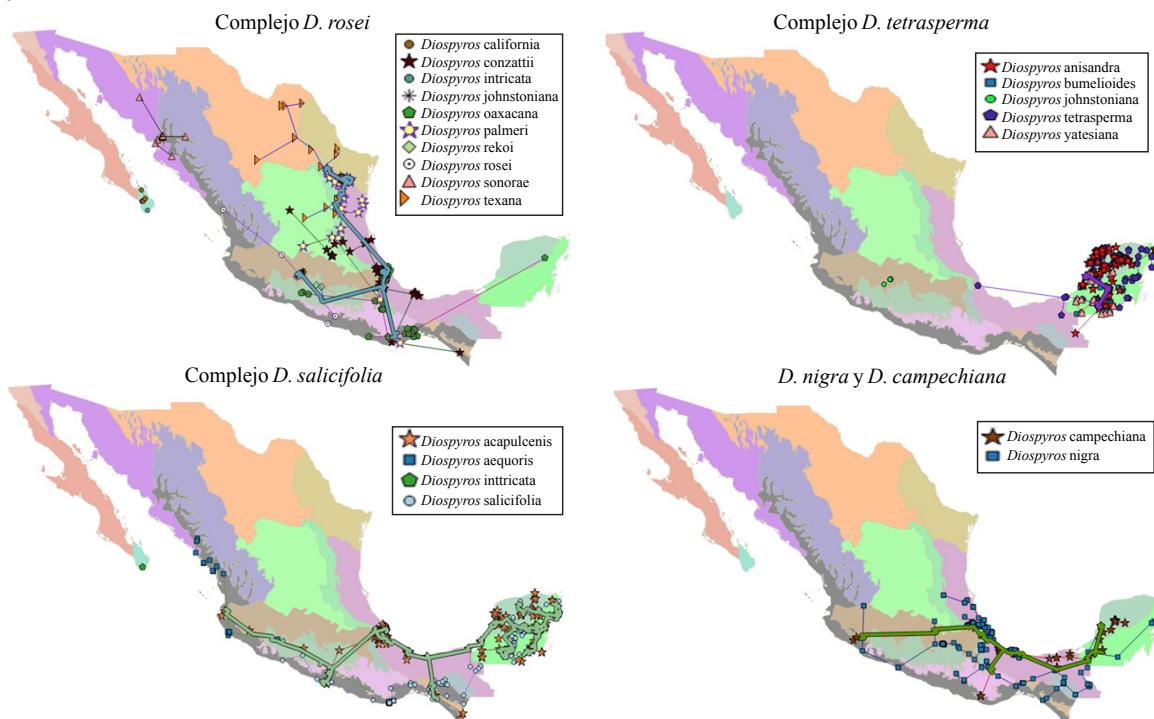 Complejo D. rosei
Diospyros california
Diospyros conzattii
Diospyros intricata
Diospyros johnstoniana
Diospyros oaxacana
Diospyros palmeri
Diospyros rekoi
Diospyros rosei
Diospyros sonorae
Diospyros texana
Complejo D. tetrasperma
Diospyros anisandra
Diospyros bumelioides
Diospyros johnstoniana
Diospyros tetrasperma
Diospyros yatesiana
Complejo D. salicifolia
Diospyros acapulcenis
Diospyros aequoris
Diospyros inttricata
Diospyros salicifolia
D. nigra y D. campechiana
Diospyros campechiana
Diospyros nigra